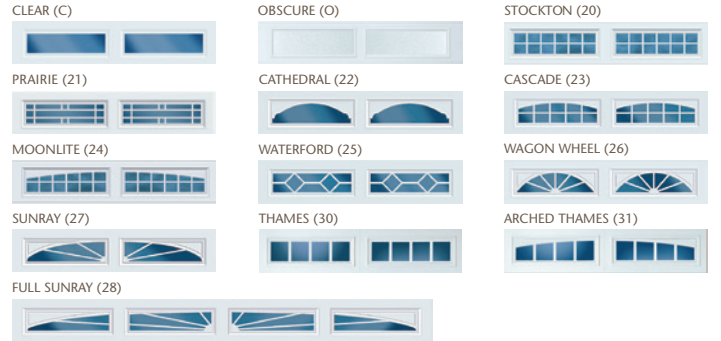 CLEAR (C)
OBSCURE (O)
STOCKTON (20)
PRAIRIE (21)
CATHEDRAL (22)
CASCADE (23)
MOONLITE (24)
WATERFORD (25)
WAGON WHEEL (26)
SUNRAY (27)
THAMES (30)
ARCHED THAMES (31)
FULL SUNRAY (28)